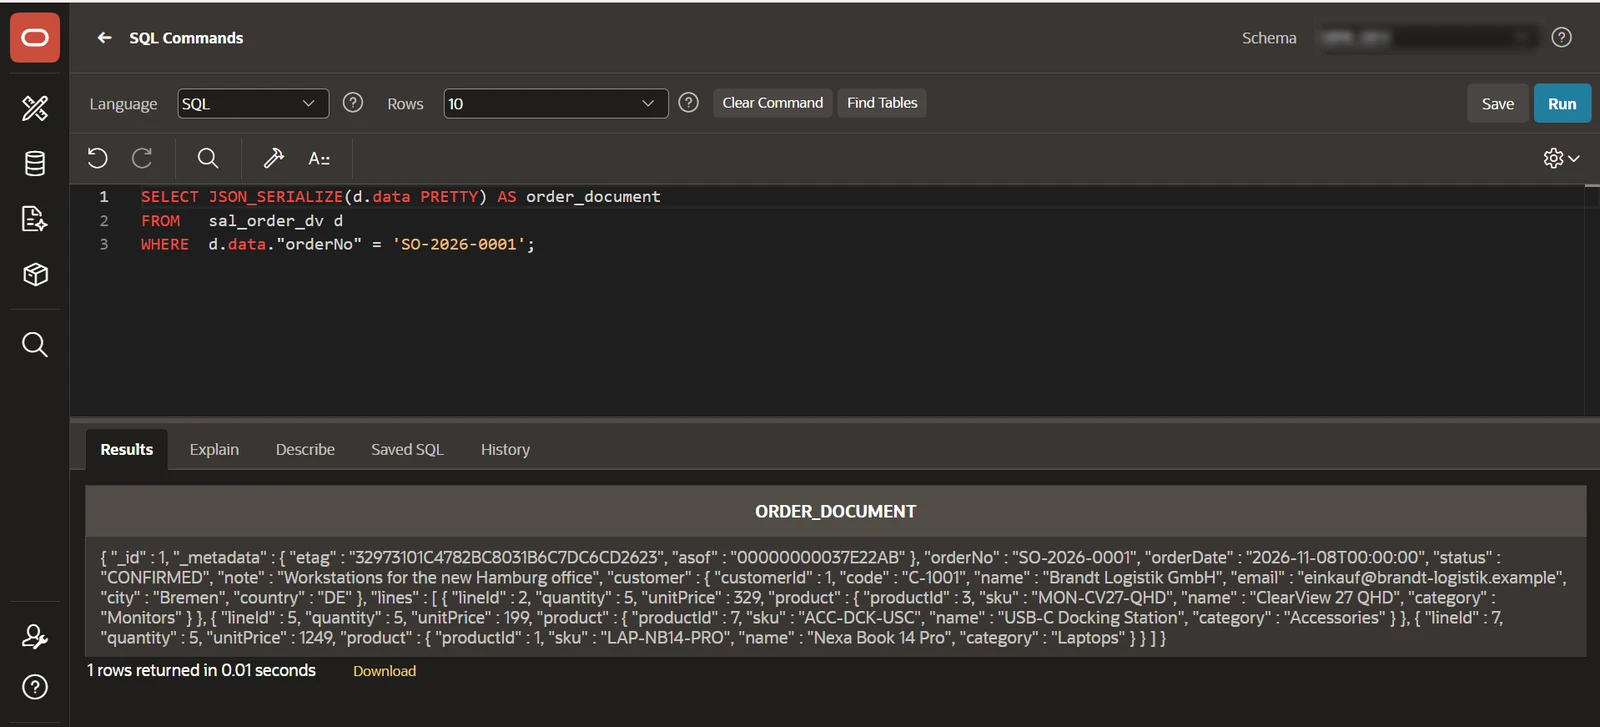 SQL Commands
Schema
Language SQL Rows 10 Clear Command Find Tables Save Run
1 SELECT JSON_SERIALIZE(d.data PRETTY) AS order_document
2 FROM sal_order_dv d
3 WHERE d.data."orderNo" = 'SO-2026-0001';
Results Explain Describe Saved SQL History
ORDER_DOCUMENT
{ "_id" : 1, "_metadata" : { "etag" : "32973101C4782BC8031B6C7DC6CD2623", "asof" : "00000000037E22AB" }, "orderNo" : "SO-2026-0001", "orderDate" : "2026-11-08T00:00:00", "status" :
"CONFIRMED", "note" : "Workstations for the new Hamburg office", "customer" : { "customerId" : 1, "code" : "C-1001", "name" : "Brandt Logistik GmbH", "email" : "einkauf@brandt-logistik.example",
"city" : "Bremen", "country" : "DE" }, "lines" : [ { "lineId" : 2, "quantity" : 5, "unitPrice" : 329, "product" : { "productId" : 3, "sku" : "MON-CV27-QHD", "name" : "ClearView 27 QHD", "category" :
"Monitors" } }, { "lineId" : 5, "quantity" : 5, "unitPrice" : 199, "product" : { "productId" : 7, "sku" : "ACC-DCK-USC", "name" : "USB-C Docking Station", "category" : "Accessories" } }, { "lineId" : 7,
"quantity" : 5, "unitPrice" : 1249, "product" : { "productId" : 1, "sku" : "LAP-NB14-PRO", "name" : "Nexa Book 14 Pro", "category" : "Laptops" } } ] }
1 rows returned in 0.01 seconds Download